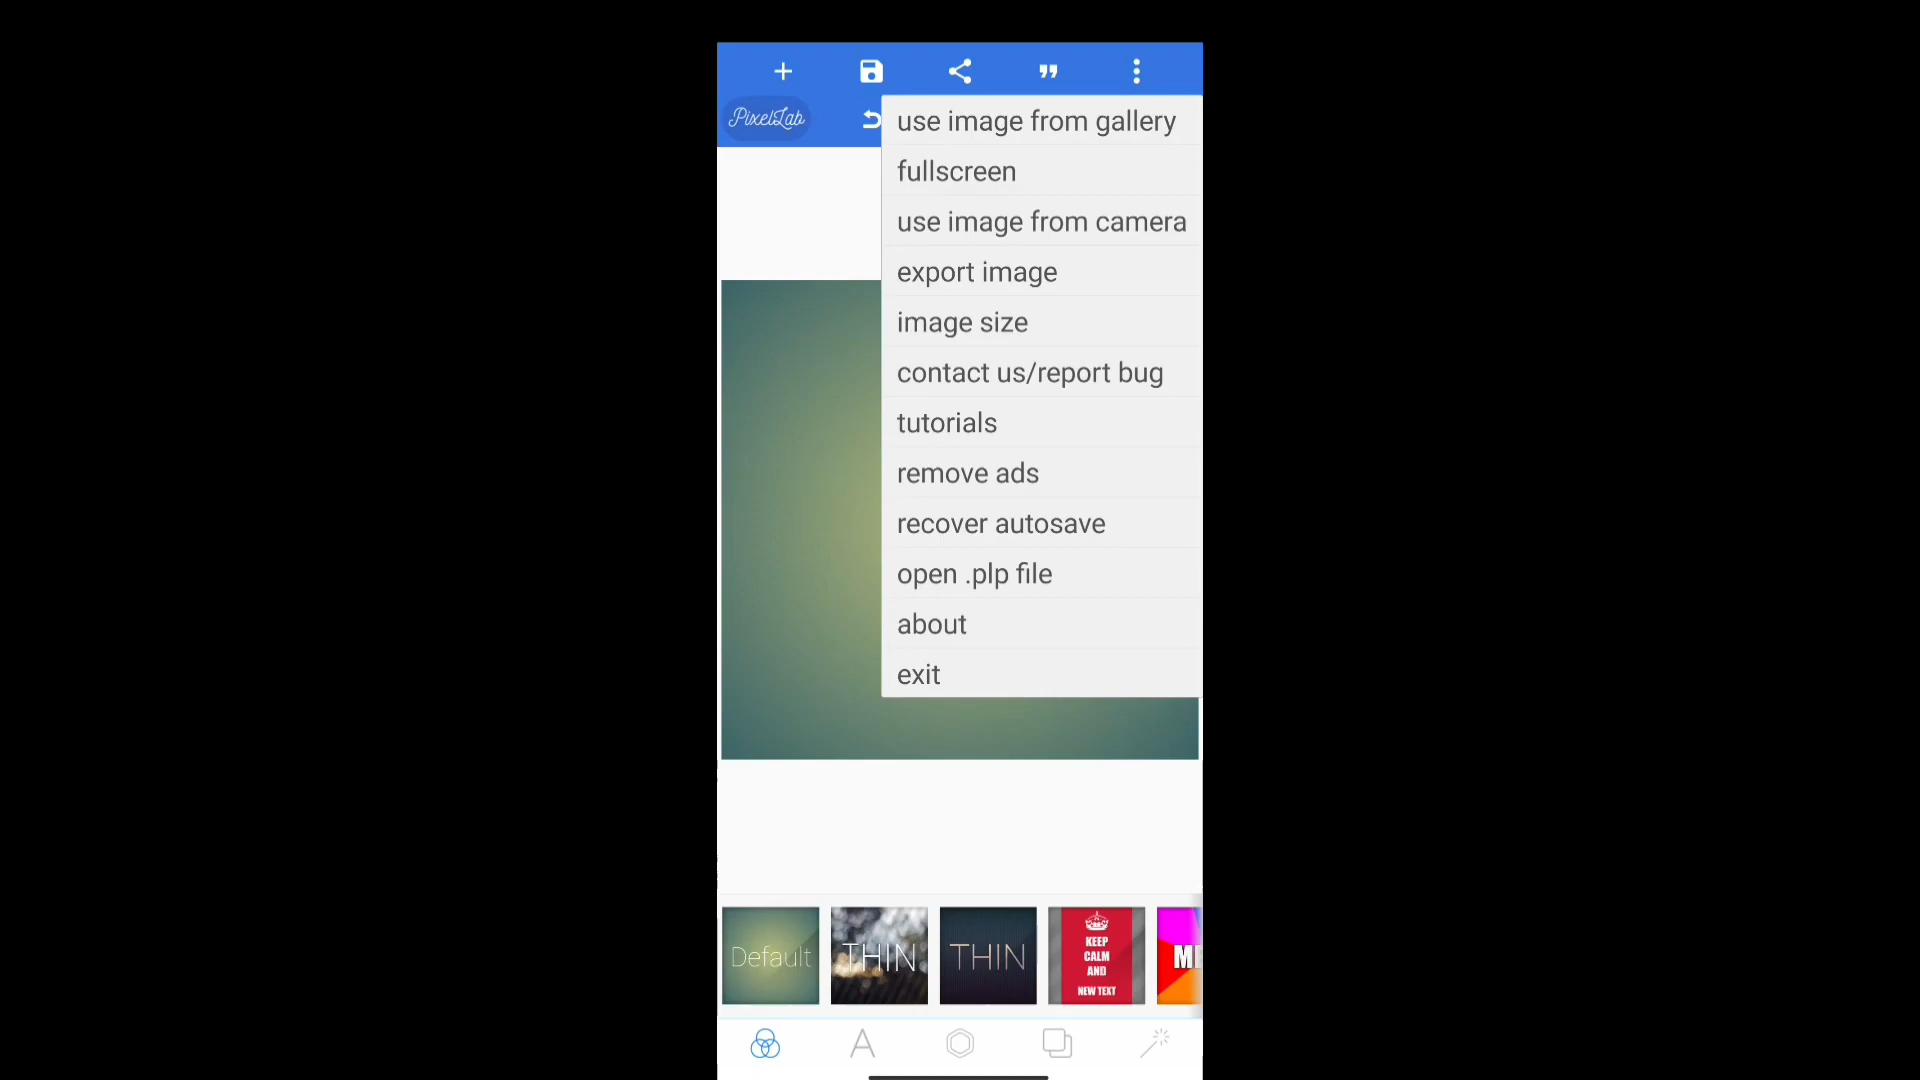 PixelLab
use image from gallery
fullscreen
use image from camera
export image
image size
contact us/report bug
tutorials
remove ads
recover autosave
open .plp file
about
exit
Default
THIN
THIN
KEEP
CALM
AND
NEW TEXT